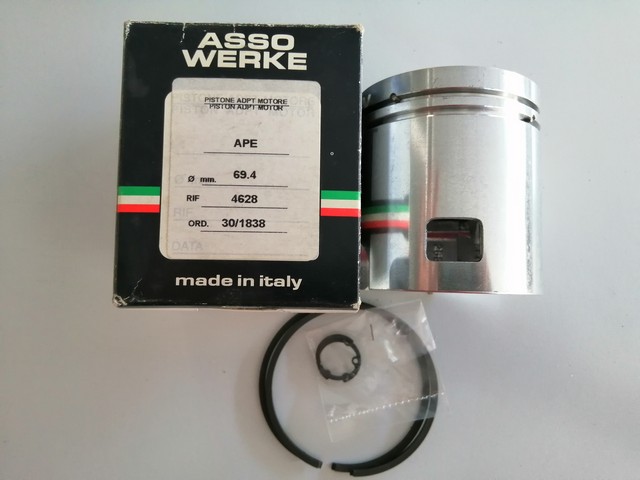 ASSO
WERKE
PISTONE ADPT MOTORE
PISTON ADPT MOTOR
APE
Ø mm. 69.4
RIF 4628
ORD. 30/1838
DATA
made in italy